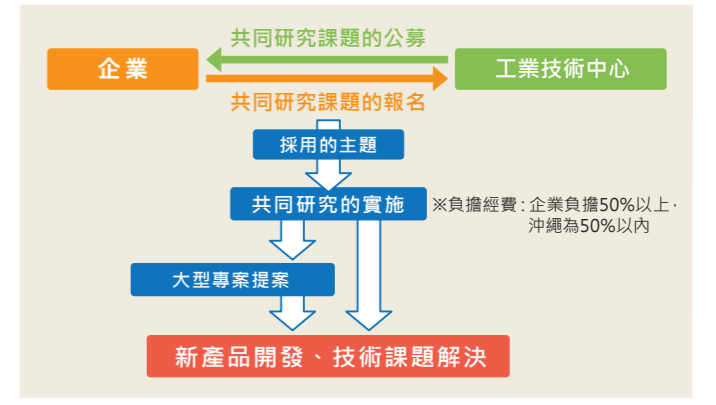 共同研究課題的公募
企業
工業技術中心
共同研究課題的報名
採用的主題
共同研究的實施
※負擔經費：企業負擔50%以上，
沖繩為50%以內
大型專案提案
新產品開發、技術課題解決